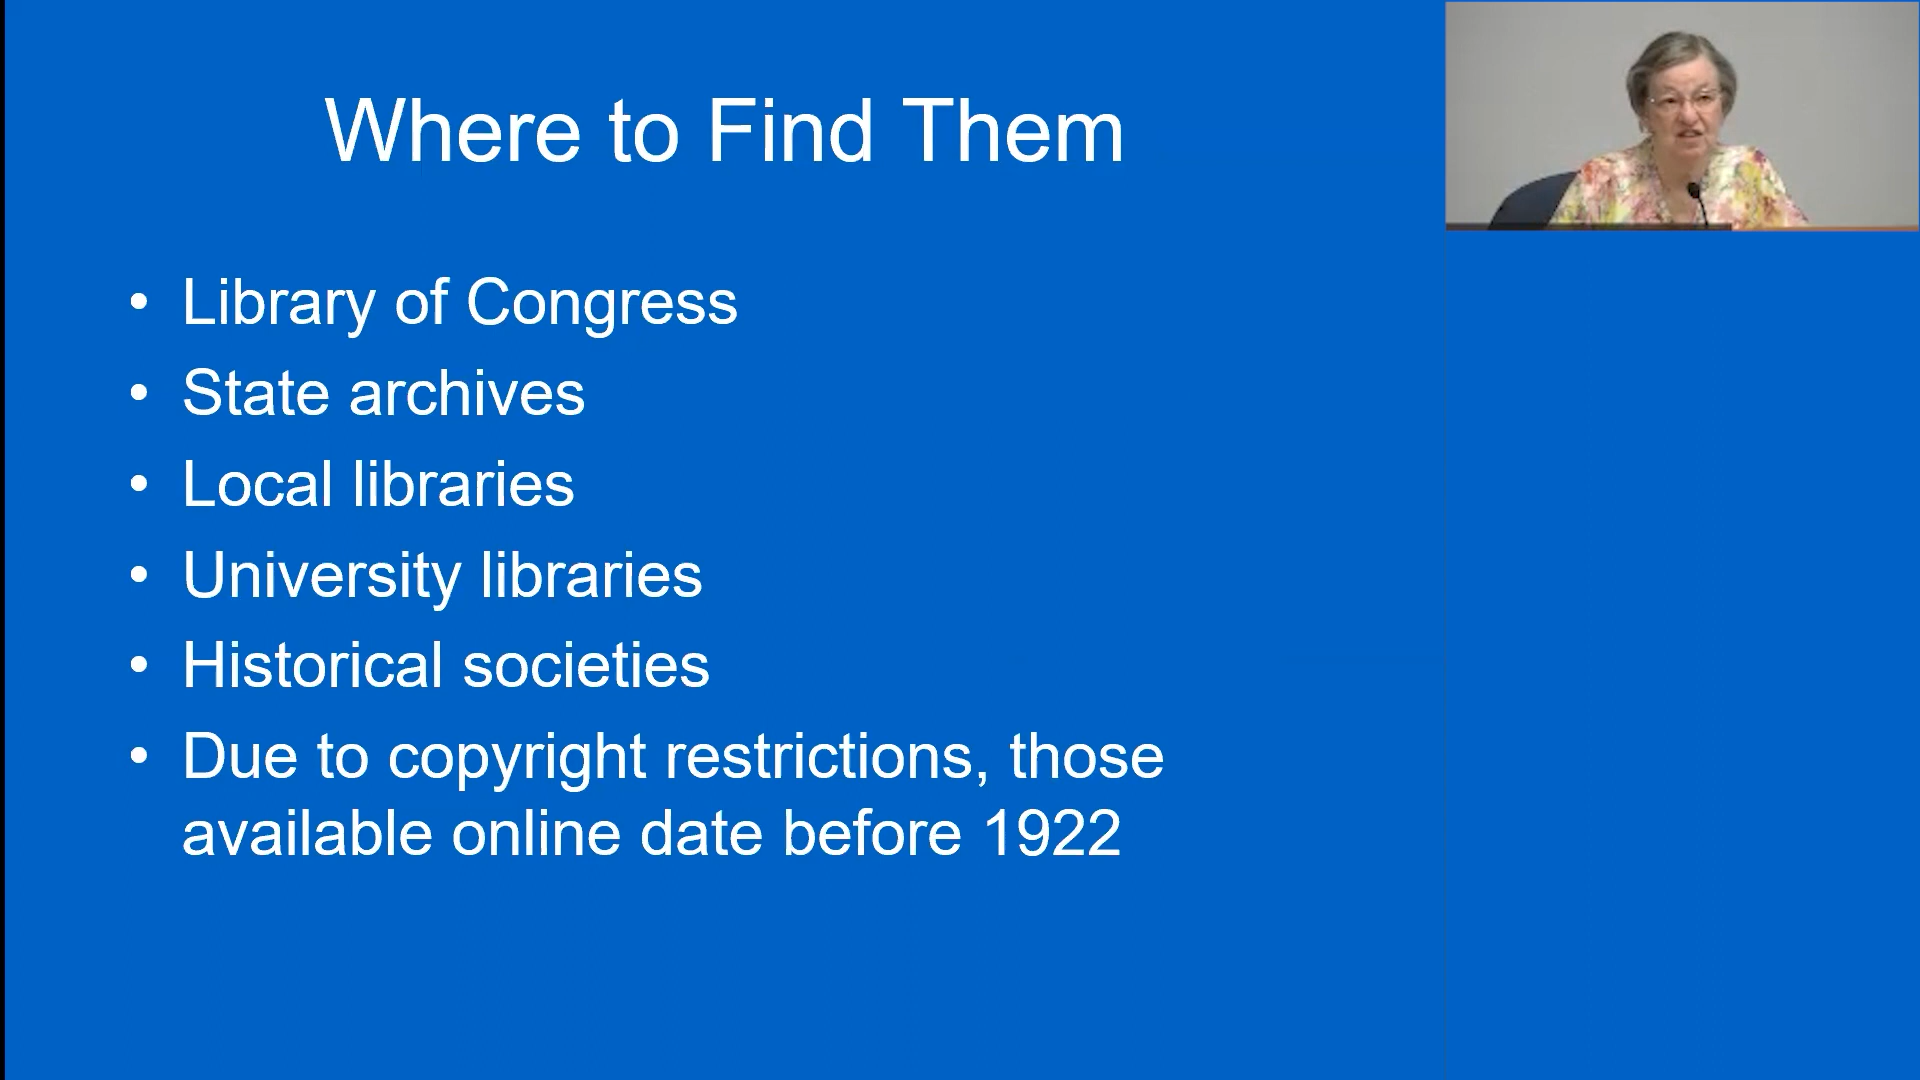 Where to Find Them
• Library of Congress
• State archives
• Local libraries
• University libraries
• Historical societies
• Due to copyright restrictions, those
available online date before 1922